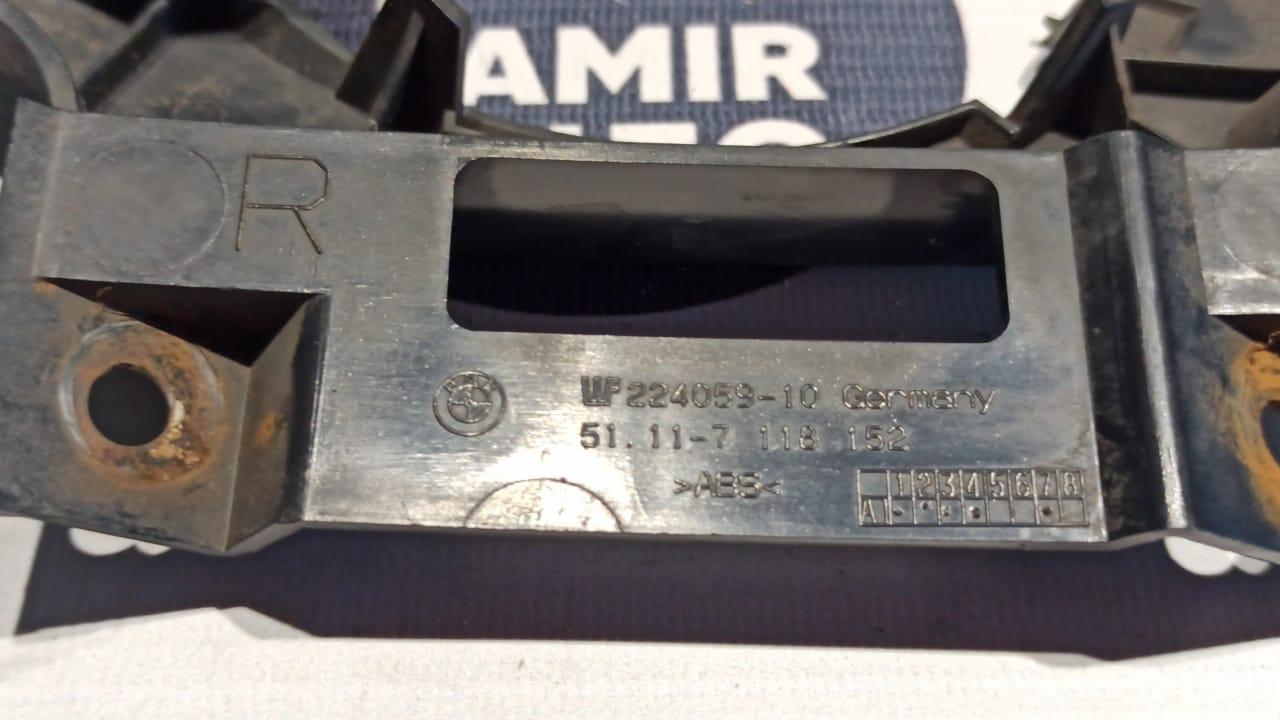 AMIR
R
WF224059-10 Germany
51.11-7 118 152
>ABS<
1 2 3 4 5 6 7 8
A